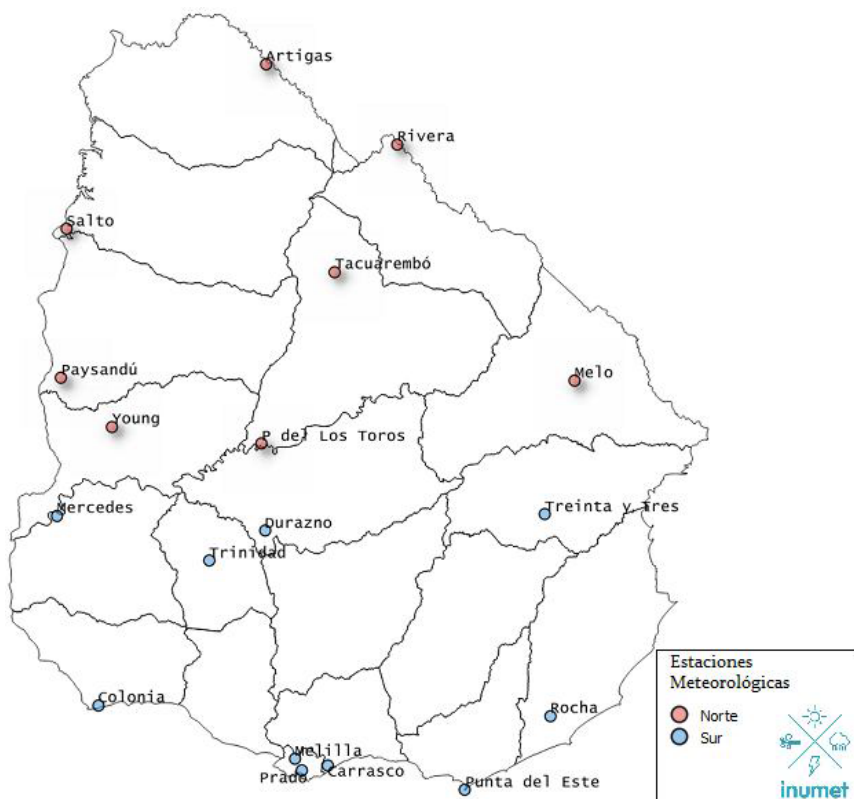 Artigas
Rivera
Salto
Tacuarembó
Paysandú
Melo
Young
P del Los Toros
Mercedes
Durazno
Treinta y Tres
Trinidad
Colonia
Rocha
Melilla
Prado
Carrasco
Punta del Este
Estaciones
Meteorológicas
Norte
Sur
inumet